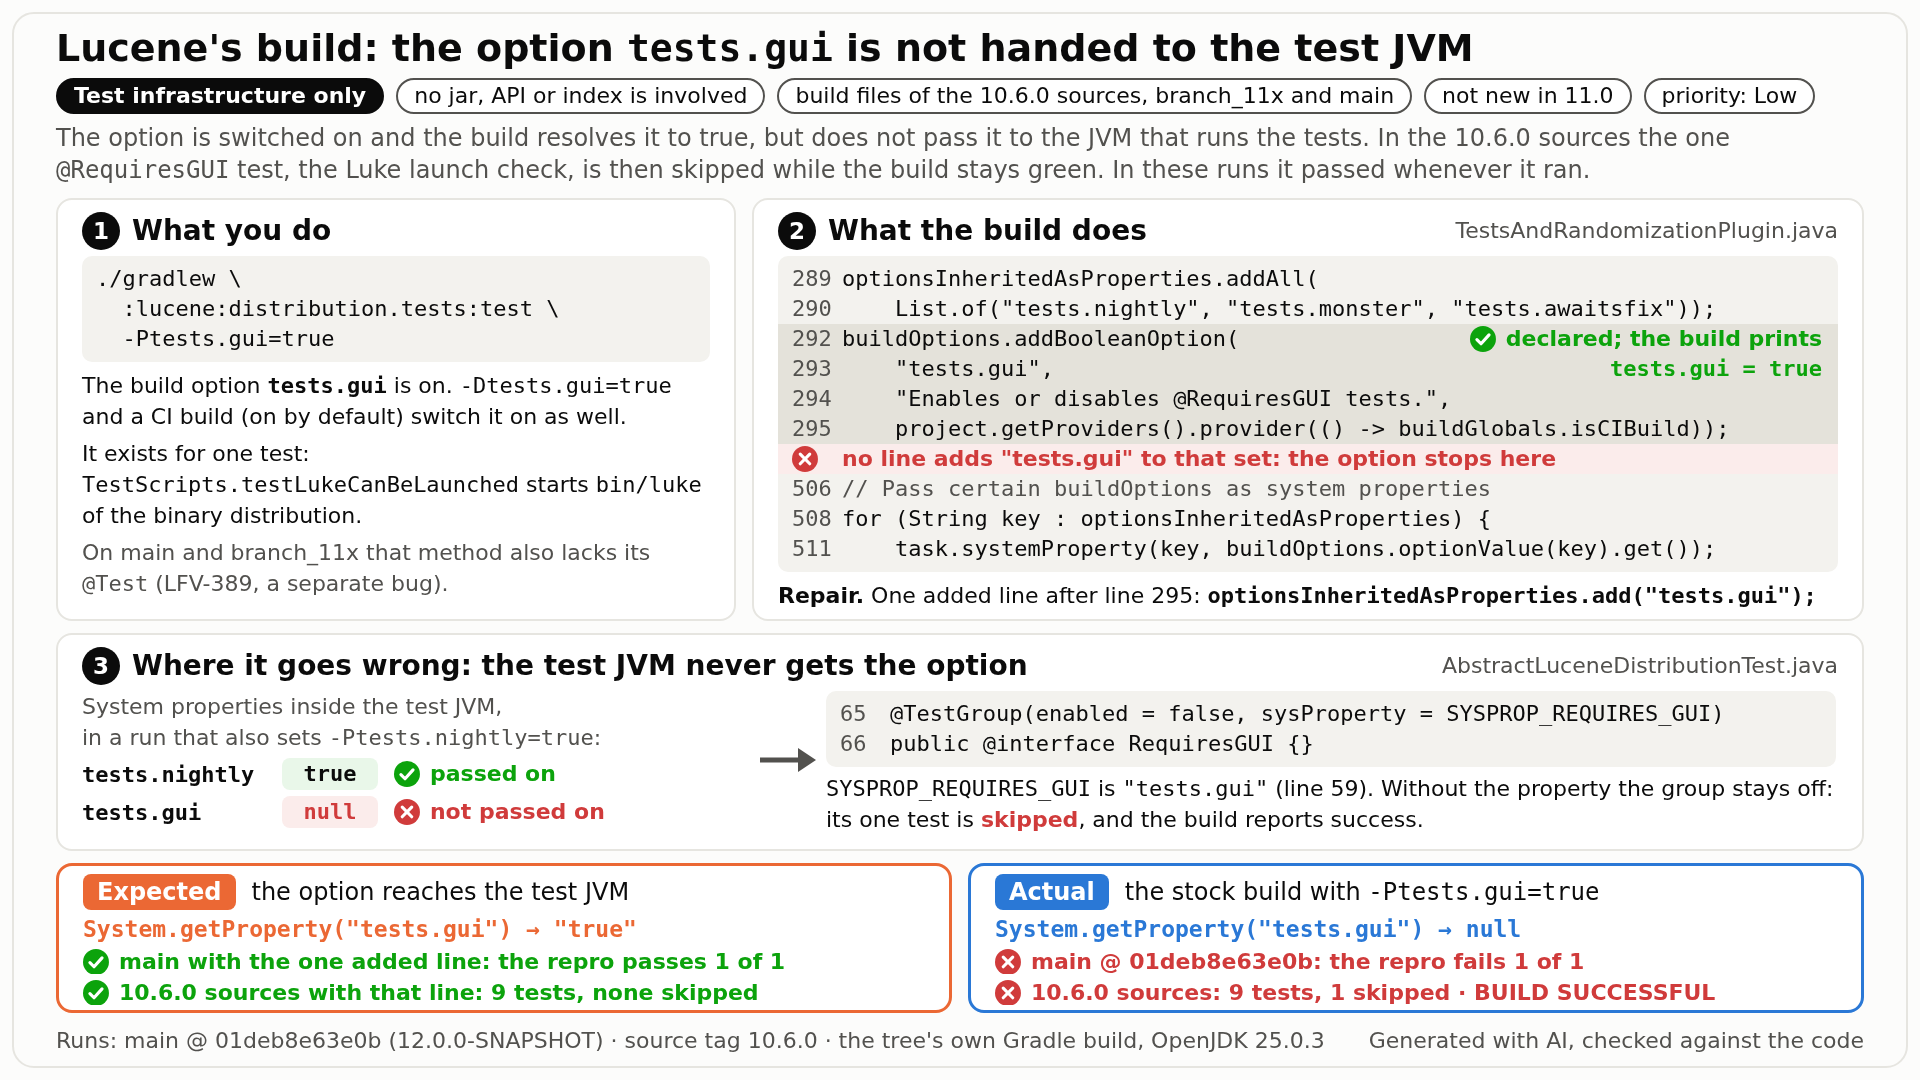 Lucene's build: the option tests.gui is not handed to the test JVM
Test infrastructure only
no jar, API or index is involved
build files of the 10.6.0 sources, branch_11x and main
not new in 11.0
priority: Low
The option is switched on and the build resolves it to true, but does not pass it to the JVM that runs the tests. In the 10.6.0 sources the one
@RequiresGUI test, the Luke launch check, is then skipped while the build stays green. In these runs it passed whenever it ran.
1 What you do
./gradlew \
:lucene:distribution.tests:test \
-Ptests.gui=true
The build option tests.gui is on. -Dtests.gui=true
and a CI build (on by default) switch it on as well.
It exists for one test:
TestScripts.testLukeCanBeLaunched starts bin/luke
of the binary distribution.
On main and branch_11x that method also lacks its
@Test (LFV-389, a separate bug).
2 What the build does
TestsAndRandomizationPlugin.java
289 optionsInheritedAsProperties.addAll(
290     List.of("tests.nightly", "tests.monster", "tests.awaitsfix"));
292 buildOptions.addBooleanOption(
declared; the build prints
293     "tests.gui",
tests.gui = true
294     "Enables or disables @RequiresGUI tests.",
295     project.getProviders().provider(() -> buildGlobals.isCIBuild));
no line adds "tests.gui" to that set: the option stops here
506 // Pass certain buildOptions as system properties
508 for (String key : optionsInheritedAsProperties) {
511     task.systemProperty(key, buildOptions.optionValue(key).get());
Repair. One added line after line 295: optionsInheritedAsProperties.add("tests.gui");
3 Where it goes wrong: the test JVM never gets the option
AbstractLuceneDistributionTest.java
System properties inside the test JVM,
in a run that also sets -Ptests.nightly=true:
tests.nightly true passed on
tests.gui null not passed on
65 @TestGroup(enabled = false, sysProperty = SYSPROP_REQUIRES_GUI)
66 public @interface RequiresGUI {}
SYSPROP_REQUIRES_GUI is "tests.gui" (line 59). Without the property the group stays off:
its one test is skipped, and the build reports success.
Expected the option reaches the test JVM
System.getProperty("tests.gui") → "true"
main with the one added line: the repro passes 1 of 1
10.6.0 sources with that line: 9 tests, none skipped
Actual the stock build with -Ptests.gui=true
System.getProperty("tests.gui") → null
main @ 01deb8e63e0b: the repro fails 1 of 1
10.6.0 sources: 9 tests, 1 skipped · BUILD SUCCESSFUL
Runs: main @ 01deb8e63e0b (12.0.0-SNAPSHOT) · source tag 10.6.0 · the tree's own Gradle build, OpenJDK 25.0.3
Generated with AI, checked against the code